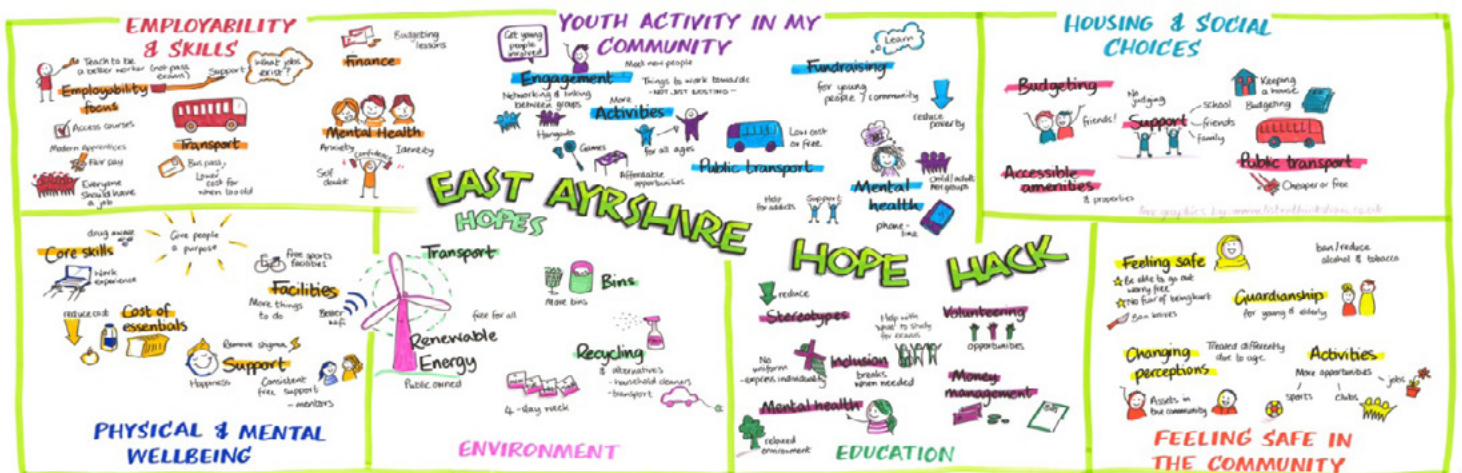 EMPLOYABILITY
& SKILLS
Teach to be
a better worker (not pass
exams)
Support
What jobs
exist?
Employability
focus
Access courses
Modern Apprentices
Fair pay
Everyone
should have
a job
Transport
Bus pass,
Lower
cost for
when too old
Budgeting
lessons
Finance
Mental Health
Anxiety
Identity
Confidence
Self
doubt
YOUTH ACTIVITY IN MY
COMMUNITY
Get young
people
involved
Meet new people
Engagement
Networking & linking
between groups
Things to work towards
- NOT JUST EXISTING -
More
Activities
for all ages
Hangouts
Games
Affordable
opportunities
Learn
Fundraising
for young
people / community
reduce
poverty
Low cost
or free
Public transport
Mental
health
child/adult
groups
Help
for addicts
Support
phone-
line
HOUSING & SOCIAL
CHOICES
Budgeting
friends!
No
judging
Support
school
friends
family
Keeping
a house
Budgeting
Public transport
Cheaper or free
Accessible
amenities
& properties
EAST AYRSHIRE
HOPE HACK
PHYSICAL & MENTAL
WELLBEING
Core skills
drug aware
Work
experience
Give people
a purpose
free sports
facilities
Facilities
More things
to do
Better
wifi
reduce cost
Cost of
essentials
Remove stigma
Support
Happiness
Consistent
free support
- mentors
HOPES
Transport
free for all
Renewable
Energy
Public owned
Bins
More bins
Recycling
& alternatives
- household cleaners
- transport
4-day week
ENVIRONMENT
reduce
Stereotypes
No
uniform
- express individuality
Inclusion
Help with
'what' to study
for exams
breaks
when needed
Volunteering
opportunities
Money
management
Mental health
relaxed
environment
EDUCATION
Feeling safe
Be able to go out
worry free
No fear of being hurt
Ban knives
ban/reduce
alcohol & tobacco
Guardianship
for young & elderly
Changing
perceptions
Treated differently
due to age
Assets in
the community
Activities
More opportunities
sports
clubs
jobs
FEELING SAFE IN
THE COMMUNITY